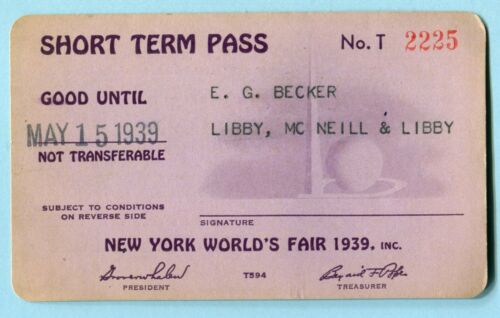 SHORT TERM PASS
No. T 2225
GOOD UNTIL
E. G. BECKER
MAY 15 1939
LIBBY, MC NEILL & LIBBY
NOT TRANSFERABLE
SUBJECT TO CONDITIONS
ON REVERSE SIDE
SIGNATURE
NEW YORK WORLD'S FAIR 1939, INC.
PRESIDENT
T594
TREASURER